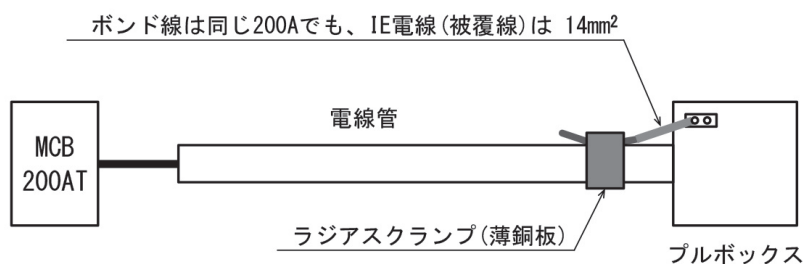 ボンド線は同じ200Aでも、IE電線(被覆線)は 14mm²
電線管
MCB
200AT
ラジアスクランプ(薄銅板)
プルボックス